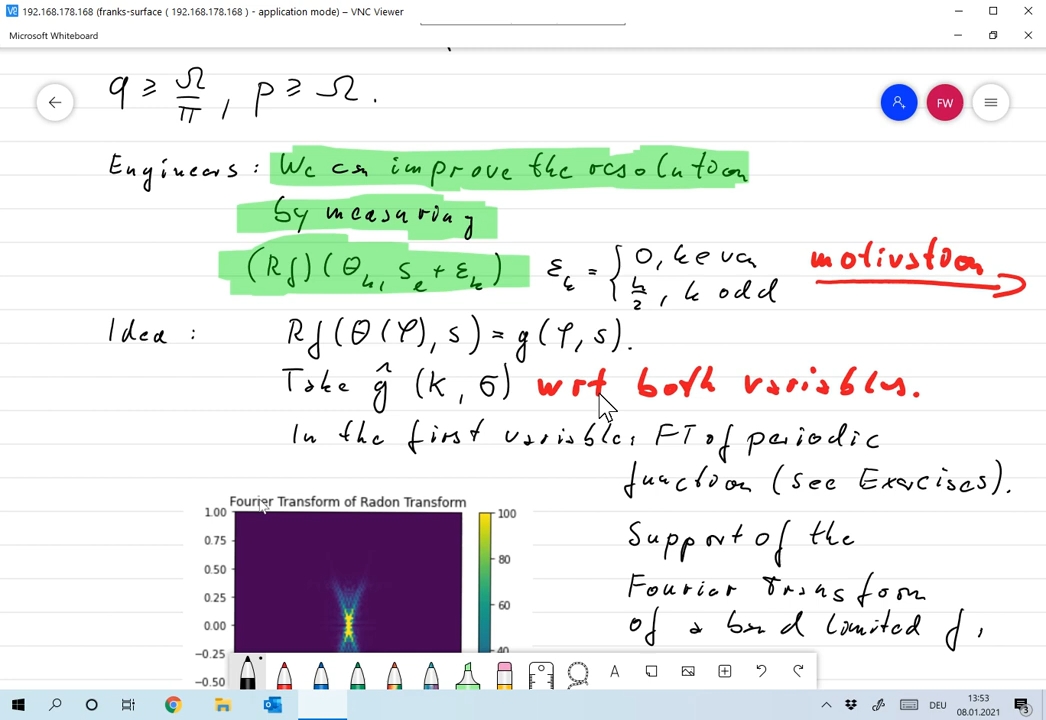 192.168.178.168 (franks-surface ( 192.168.178.168 ) - application mode) – VNC Viewer
Microsoft Whiteboard
q ≥ Ω/π, p ≥ Ω.
FW
Engineers: We can improve the resolution
by measuring
(Rf)(θ_k, s_l + ε_k) ε_k = { 0, k even
h/2, k odd
motivation
Idea: Rf(θ(φ), s) = g(φ, s).
Take ĝ (k, σ) wrt both variables.
In the first variable: FT of periodic
function (see Exercises).
Fourier Transform of Radon Transform
Support of the
Fourier Transform
of a band limited f,
1.00
0.75
0.50
0.25
0.00
−0.25
−0.50
100
80
60
40
A
DEU
13:53
08.01.2021
3